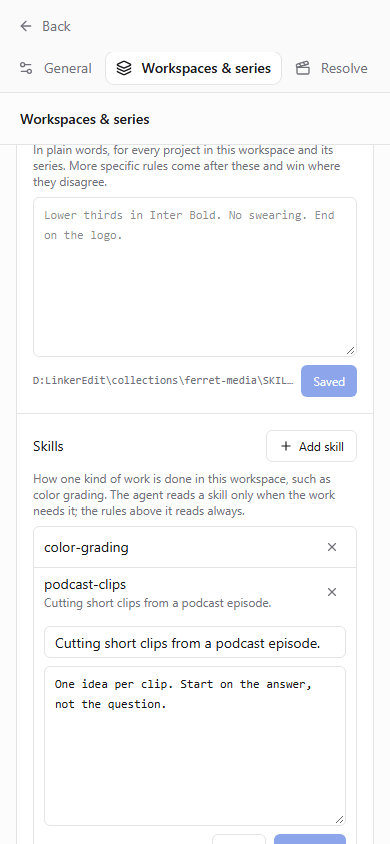 Back
General
Workspaces & series
Resolve
Workspaces & series
In plain words, for every project in this workspace and its
series. More specific rules come after these and win where
they disagree.
Lower thirds in Inter Bold. No swearing. End
on the logo.
D:LinkerEdit\collections\ferret-media\SKIL…
Saved
Skills
Add skill
How one kind of work is done in this workspace, such as
color grading. The agent reads a skill only when the work
needs it; the rules above it reads always.
color-grading
podcast-clips
Cutting short clips from a podcast episode.
Cutting short clips from a podcast episode.
One idea per clip. Start on the answer,
not the question.